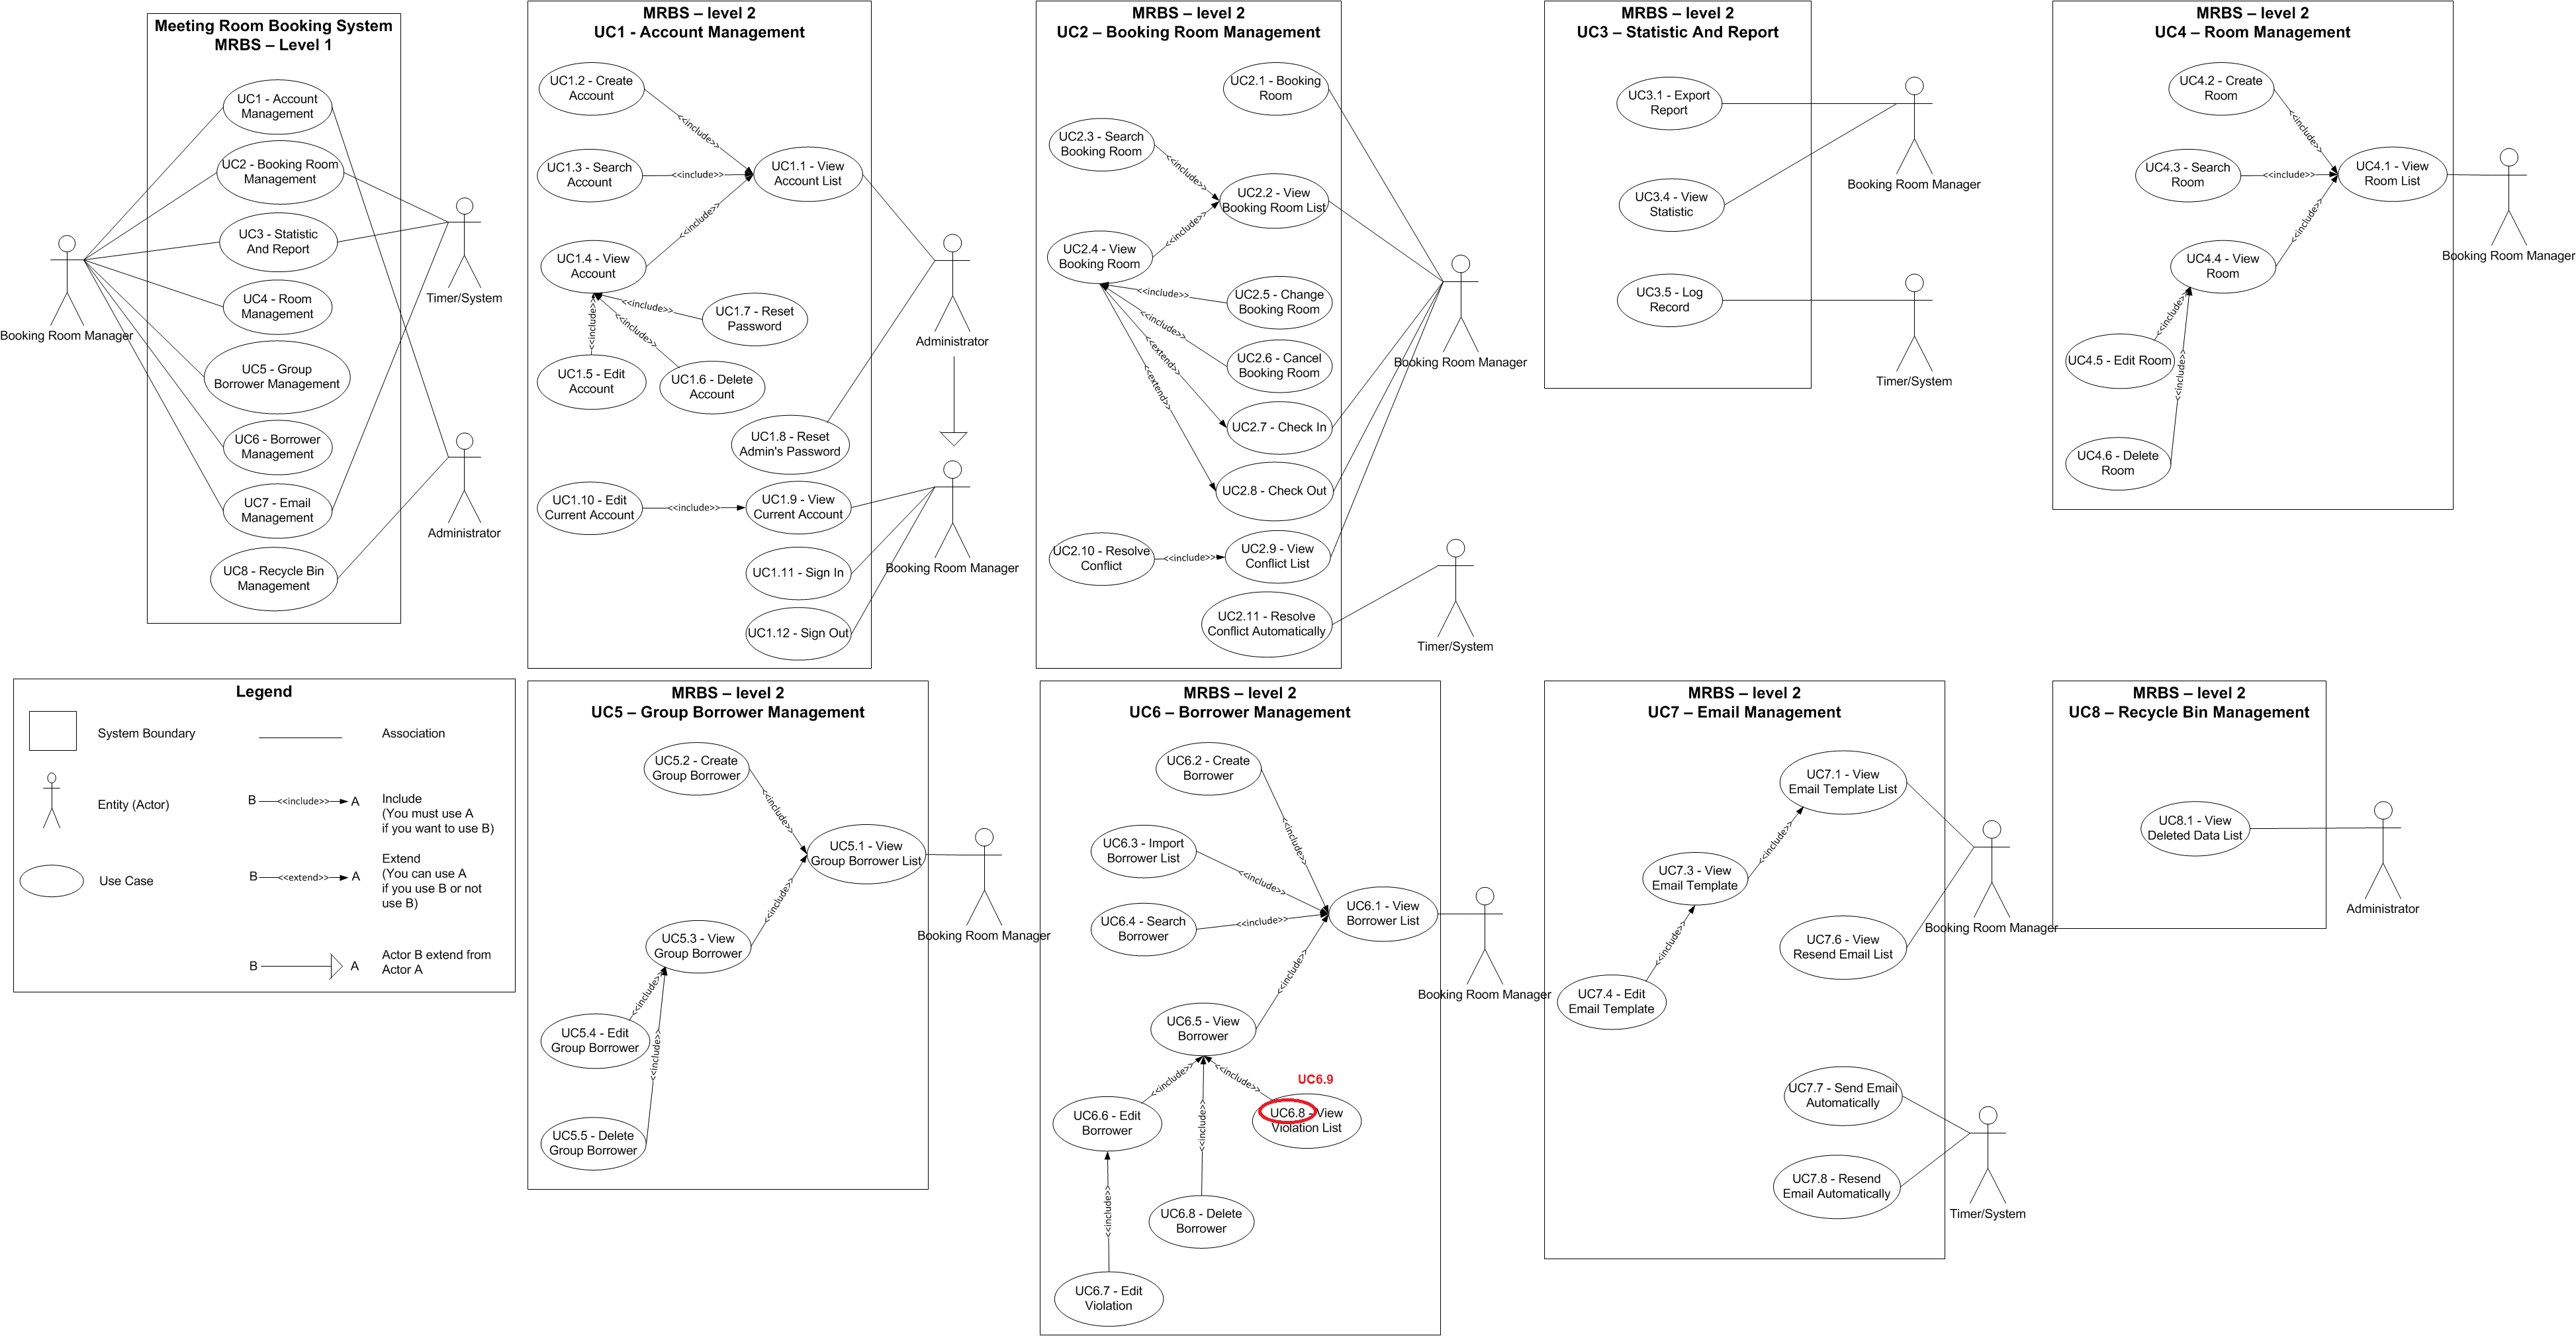 Meeting Room Booking System
MRBS – Level 1
UC1 - Account
Management
UC2 - Booking Room
Management
UC3 - Statistic
And Report
UC4 - Room
Management
UC5 - Group
Borrower Management
UC6 - Borrower
Management
UC7 - Email
Management
UC8 - Recycle Bin
Management
Booking Room Manager
Timer/System
Administrator
MRBS – level 2
UC1 - Account Management
UC1.2 - Create
Account
<<include>>
UC1.3 - Search
Account
<<include>>
UC1.1 - View
Account List
<<include>>
UC1.4 - View
Account
<<include>>
UC1.7 - Reset
Password
<<include>>
<<include>>
UC1.5 - Edit
Account
UC1.6 - Delete
Account
Administrator
UC1.8 - Reset
Admin's Password
UC1.10 - Edit
Current Account
<<include>>
UC1.9 - View
Current Account
UC1.11 - Sign In
Booking Room Manager
UC1.12 - Sign Out
MRBS – level 2
UC2 – Booking Room Management
UC2.1 - Booking
Room
UC2.3 - Search
Booking Room
<<include>>
UC2.2 - View
Booking Room List
<<include>>
UC2.4 - View
Booking Room
<<include>>
UC2.5 - Change
Booking Room
<<include>>
UC2.6 - Cancel
Booking Room
<<extend>>
<<extend>>
UC2.7 - Check In
UC2.8 - Check Out
Booking Room Manager
UC2.10 - Resolve
Conflict
<<include>>
UC2.9 - View
Conflict List
UC2.11 - Resolve
Conflict Automatically
Timer/System
MRBS – level 2
UC3 – Statistic And Report
UC3.1 - Export
Report
UC3.4 - View
Statistic
Booking Room Manager
UC3.5 - Log
Record
Timer/System
MRBS – level 2
UC4 – Room Management
UC4.2 - Create
Room
<<include>>
UC4.3 - Search
Room
<<include>>
UC4.1 - View
Room List
<<include>>
UC4.4 - View
Room
Booking Room Manager
<<include>>
UC4.5 - Edit Room
<<include>>
UC4.6 - Delete
Room
Legend
System Boundary
Association
Entity (Actor)
B
<<include>>
A
Include
(You must use A
if you want to use B)
Use Case
B
<<extend>>
A
Extend
(You can use A
if you use B or not
use B)
B
A
Actor B extend from
Actor A
MRBS – level 2
UC5 – Group Borrower Management
UC5.2 - Create
Group Borrower
<<include>>
UC5.1 - View
Group Borrower List
<<include>>
UC5.3 - View
Group Borrower
Booking Room Manager
<<include>>
UC5.4 - Edit
Group Borrower
<<include>>
UC5.5 - Delete
Group Borrower
MRBS – level 2
UC6 – Borrower Management
UC6.2 - Create
Borrower
<<include>>
UC6.3 - Import
Borrower List
<<include>>
UC6.4 - Search
Borrower
<<include>>
UC6.1 - View
Borrower List
<<include>>
UC6.5 - View
Borrower
Booking Room Manager
<<include>>
<<include>>
UC6.9
UC6.6 - Edit
Borrower
<<include>>
UC6.8 - View
Violation List
<<include>>
UC6.8 - Delete
Borrower
UC6.7 - Edit
Violation
MRBS – level 2
UC7 – Email Management
UC7.1 - View
Email Template List
<<include>>
UC7.3 - View
Email Template
<<include>>
UC7.4 - Edit
Email Template
UC7.6 - View
Resend Email List
Booking Room Manager
UC7.7 - Send Email
Automatically
UC7.8 - Resend
Email Automatically
Timer/System
MRBS – level 2
UC8 – Recycle Bin Management
UC8.1 - View
Deleted Data List
Administrator